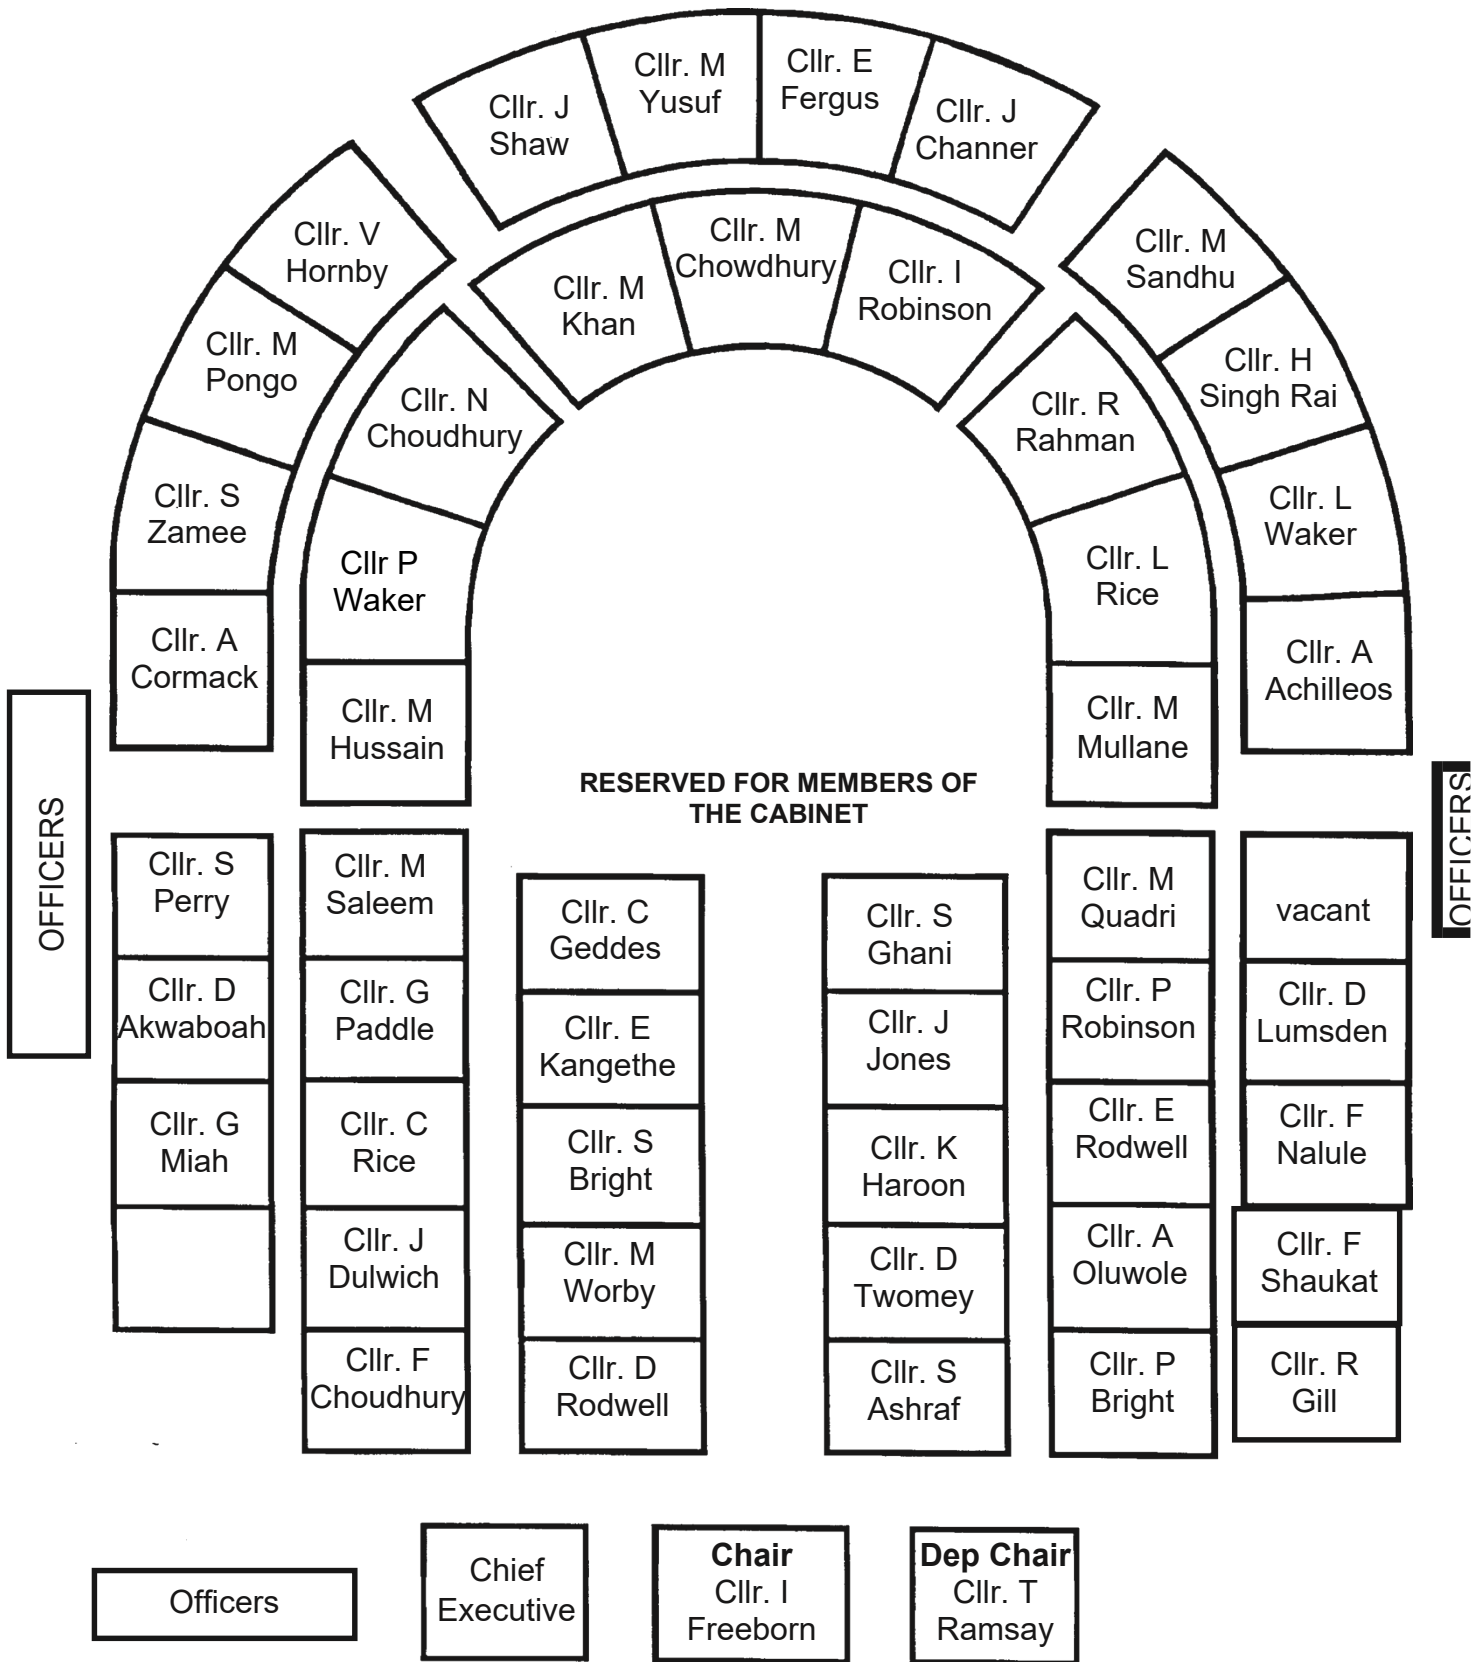 Cllr. J
Shaw
Cllr. M
Yusuf
Cllr. E
Fergus
Cllr. J
Channer
Cllr. V
Hornby
Cllr. M
Pongo
Cllr. S
Zamee
Cllr. A
Cormack
Cllr. M
Khan
Cllr. M
Chowdhury
Cllr. I
Robinson
Cllr. N
Choudhury
Cllr P
Waker
Cllr. M
Hussain
Cllr. R
Rahman
Cllr. L
Rice
Cllr. M
Mullane
Cllr. M
Sandhu
Cllr. H
Singh Rai
Cllr. L
Waker
Cllr. A
Achilleos
RESERVED FOR MEMBERS OF
THE CABINET
OFFICERS
OFFICERS
Cllr. S
Perry
Cllr. D
Akwaboah
Cllr. G
Miah
Cllr. M
Saleem
Cllr. G
Paddle
Cllr. C
Rice
Cllr. J
Dulwich
Cllr. F
Choudhury
Cllr. C
Geddes
Cllr. E
Kangethe
Cllr. S
Bright
Cllr. M
Worby
Cllr. D
Rodwell
Cllr. S
Ghani
Cllr. J
Jones
Cllr. K
Haroon
Cllr. D
Twomey
Cllr. S
Ashraf
Cllr. M
Quadri
Cllr. P
Robinson
Cllr. E
Rodwell
Cllr. A
Oluwole
Cllr. P
Bright
vacant
Cllr. D
Lumsden
Cllr. F
Nalule
Cllr. F
Shaukat
Cllr. R
Gill
Officers
Chief
Executive
Chair
Cllr. I
Freeborn
Dep Chair
Cllr. T
Ramsay